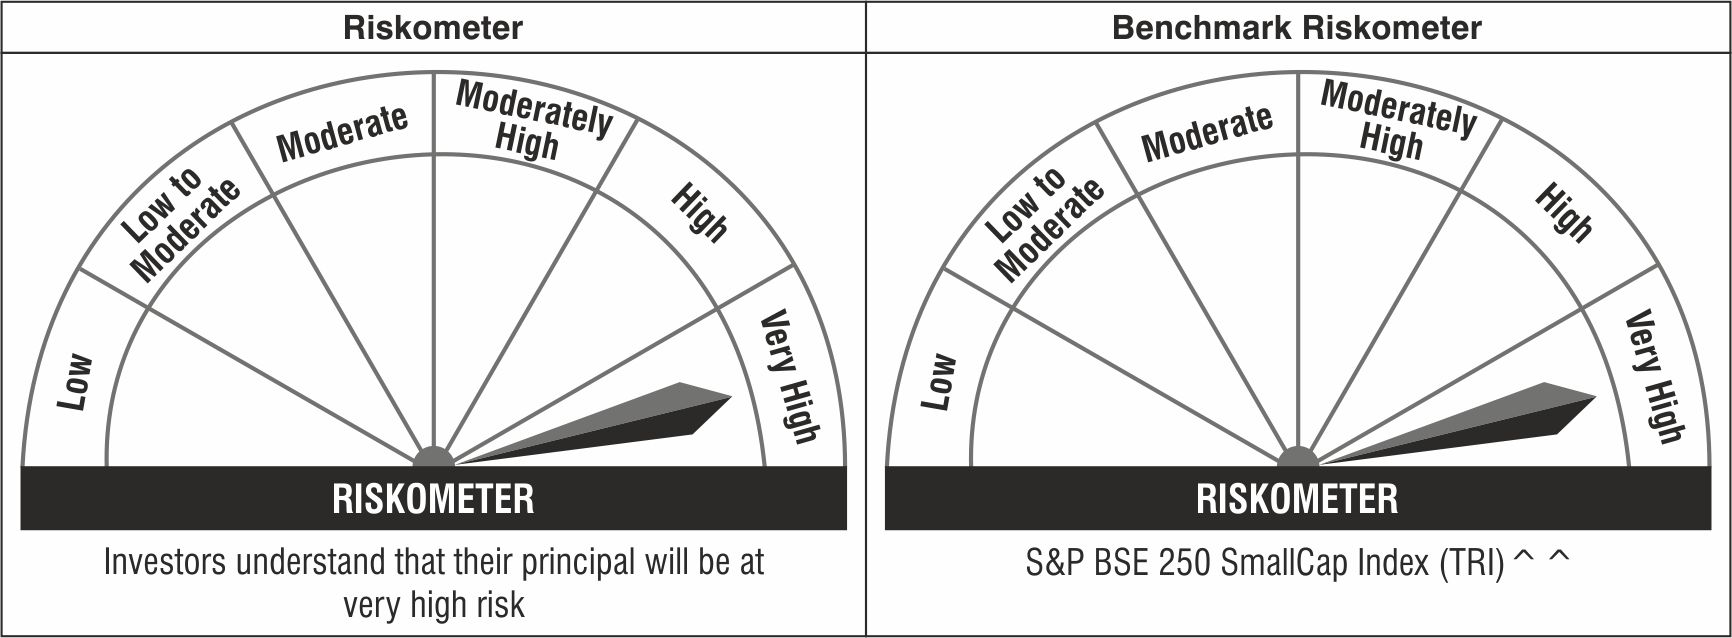 Riskometer
Low
Low to
Moderate
Moderate
Moderately
High
High
Very High
RISKOMETER
Investors understand that their principal will be at
very high risk
Benchmark Riskometer
Low
Low to
Moderate
Moderate
Moderately
High
High
Very High
RISKOMETER
S&P BSE 250 SmallCap Index (TRI) ^ ^